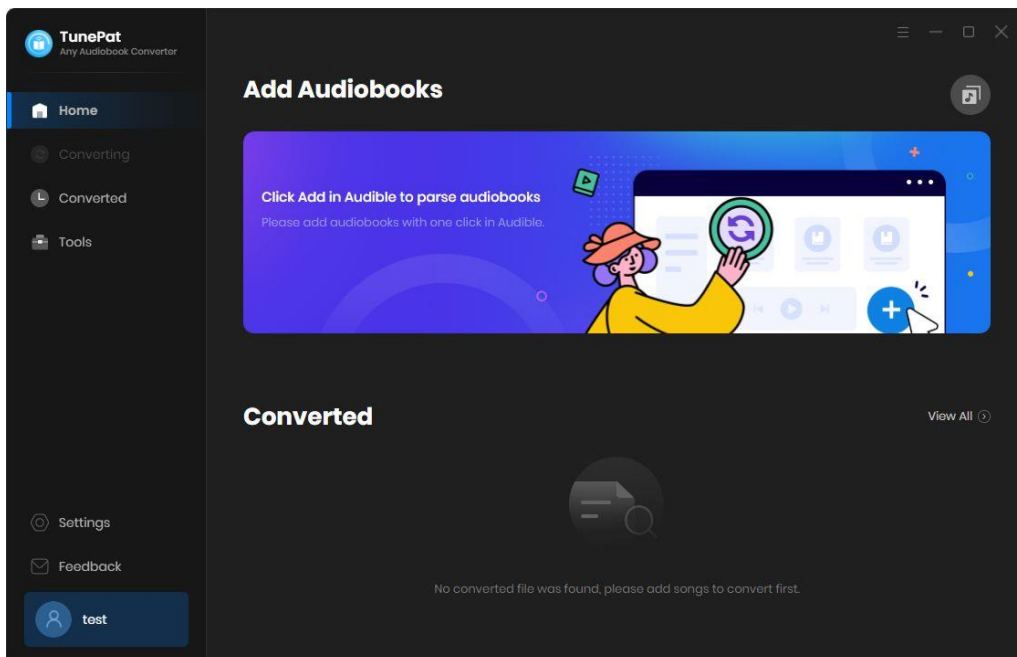 TunePat
Any Audiobook Converter
Home
Converting
Converted
Tools
Settings
Feedback
test
Add Audiobooks
Click Add in Audible to parse audiobooks
Please add audiobooks with one click in Audible.
Converted
View All
No converted file was found, please add songs to convert first.